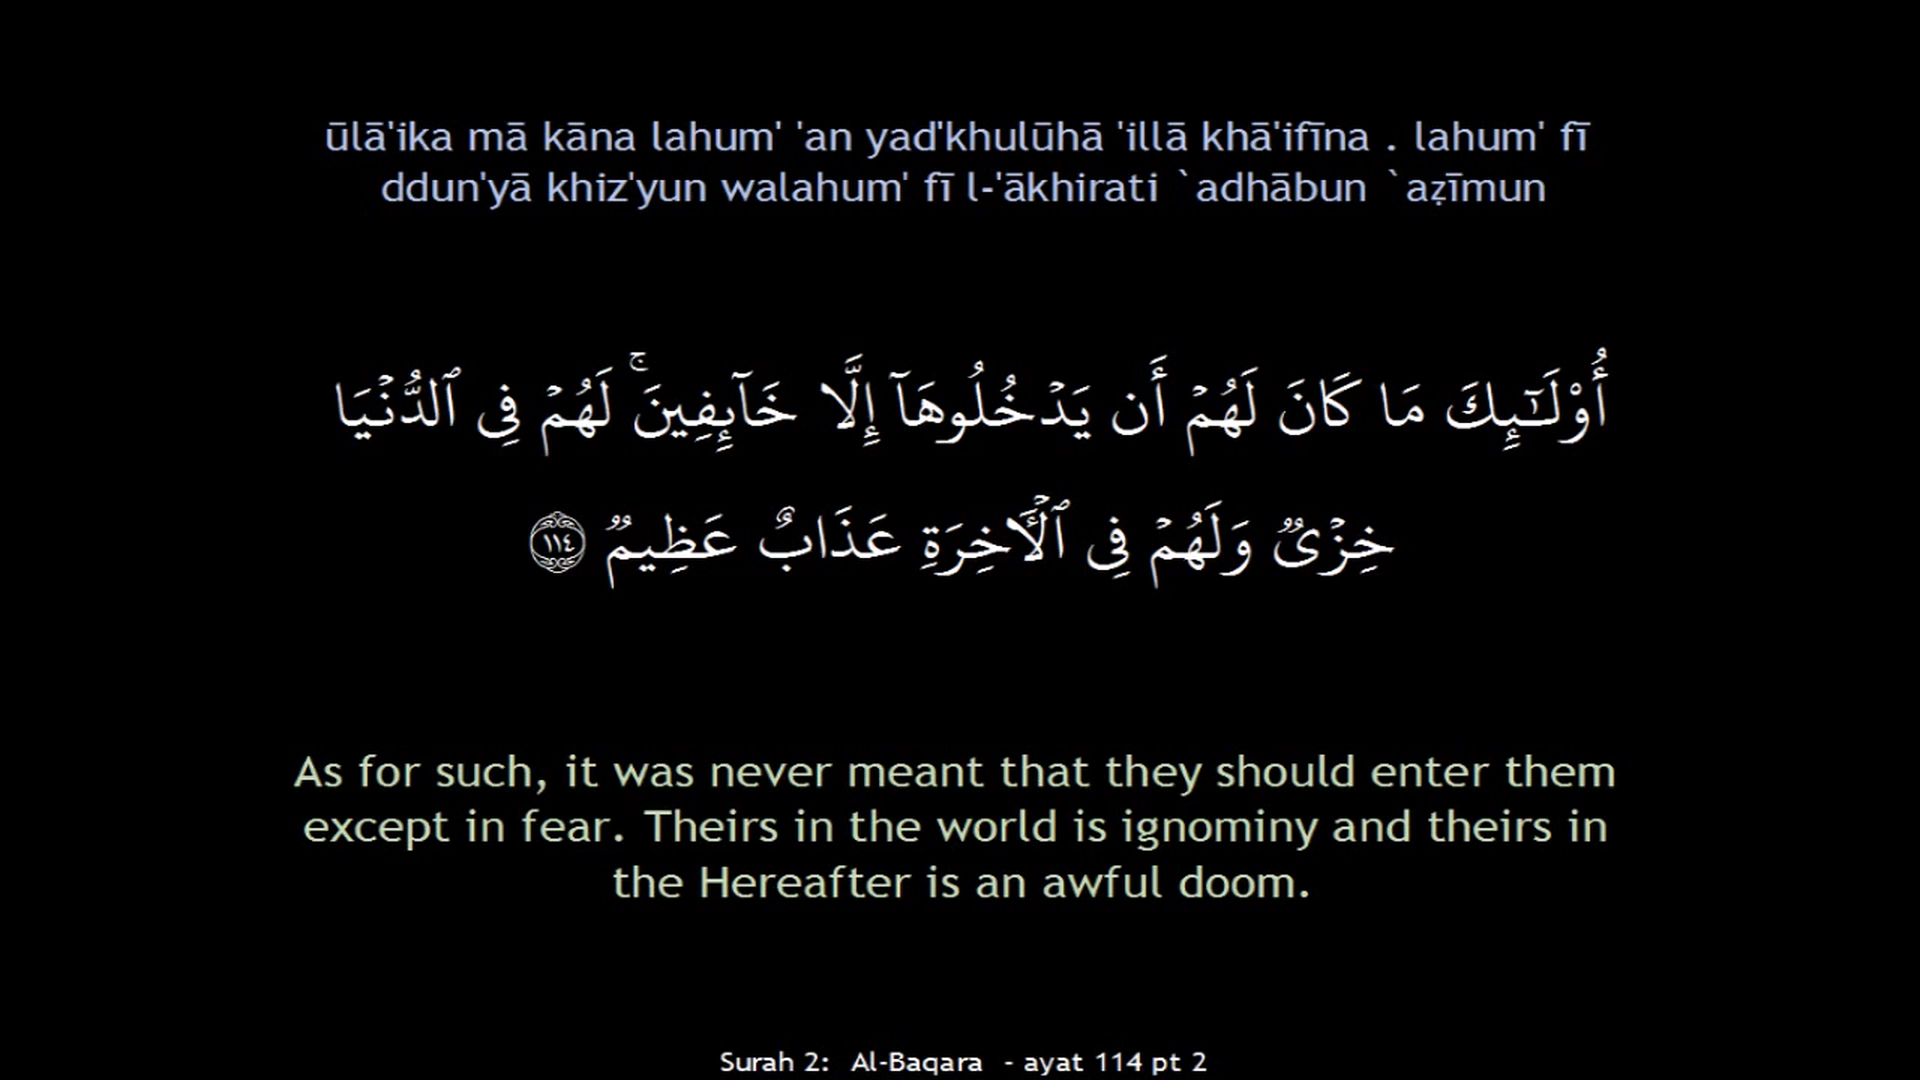 ūlā'ika mā kāna lahum' 'an yad'khulūhā 'illā khā'ifīna . lahum' fī
ddun'yā khiz'yun walahum' fī l-'ākhirati `adhābun `aẓīmun
أُو۟لَـٰٓئِكَ مَا كَانَ لَهُمْ أَن يَدْخُلُوهَآ إِلَّا خَآئِفِينَ ۚ لَهُمْ فِى ٱلدُّنْيَا
خِزْىٌ وَلَهُمْ فِى ٱلْـَٔاخِرَةِ عَذَابٌ عَظِيمٌ ١١٤
As for such, it was never meant that they should enter them
except in fear. Theirs in the world is ignominy and theirs in
the Hereafter is an awful doom.
Surah 2: Al-Baqara - ayat 114 pt 2